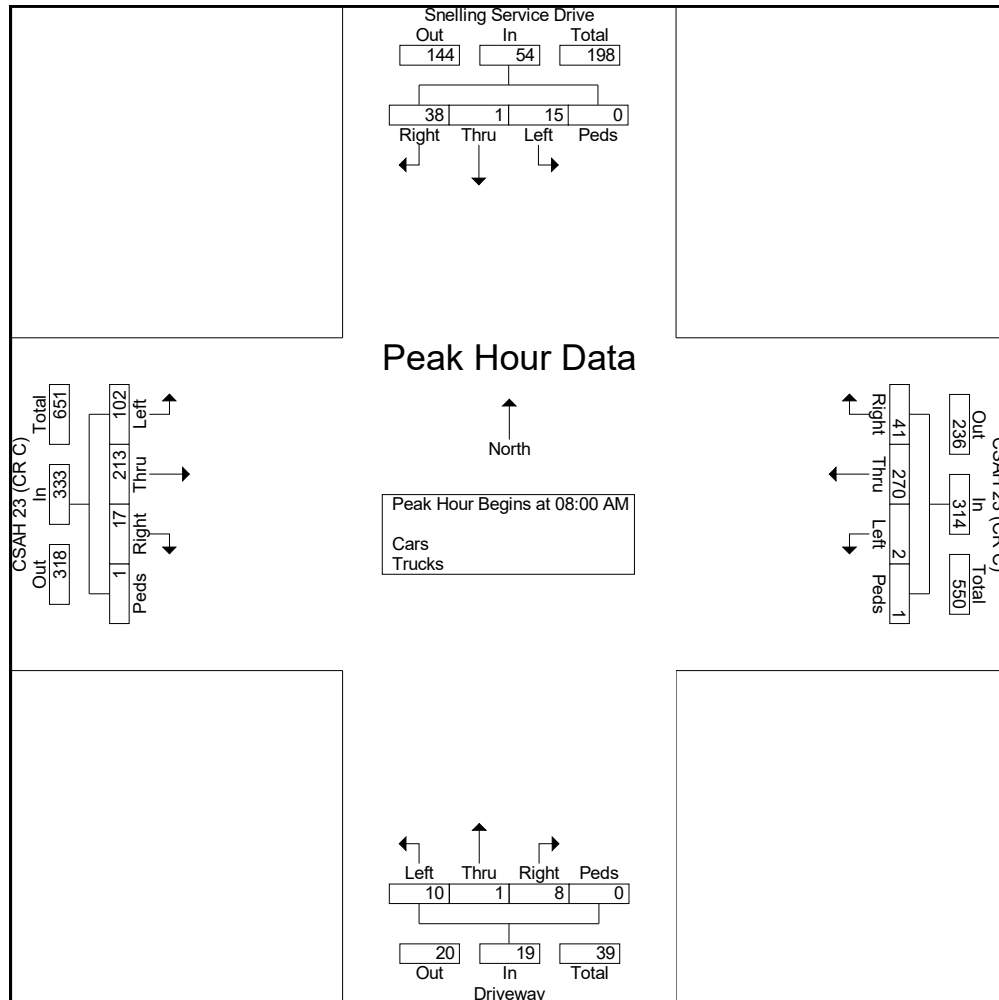 Snelling Service Drive
Out In Total
144 54 198
38 1 15 0
Right Thru Left Peds
Peak Hour Data
North
Peak Hour Begins at 08:00 AM
Cars
Trucks
CSAH 23 (CR C)
Total In Out
651 333 318
102 213 17 1
Left Thru Right Peds
CSAH 23 (CR C)
Out In Total
236 314 550
41 270 2 1
Right Thru Left Peds
Left Thru Right Peds
10 1 8 0
20 19 39
Out In Total
Driveway